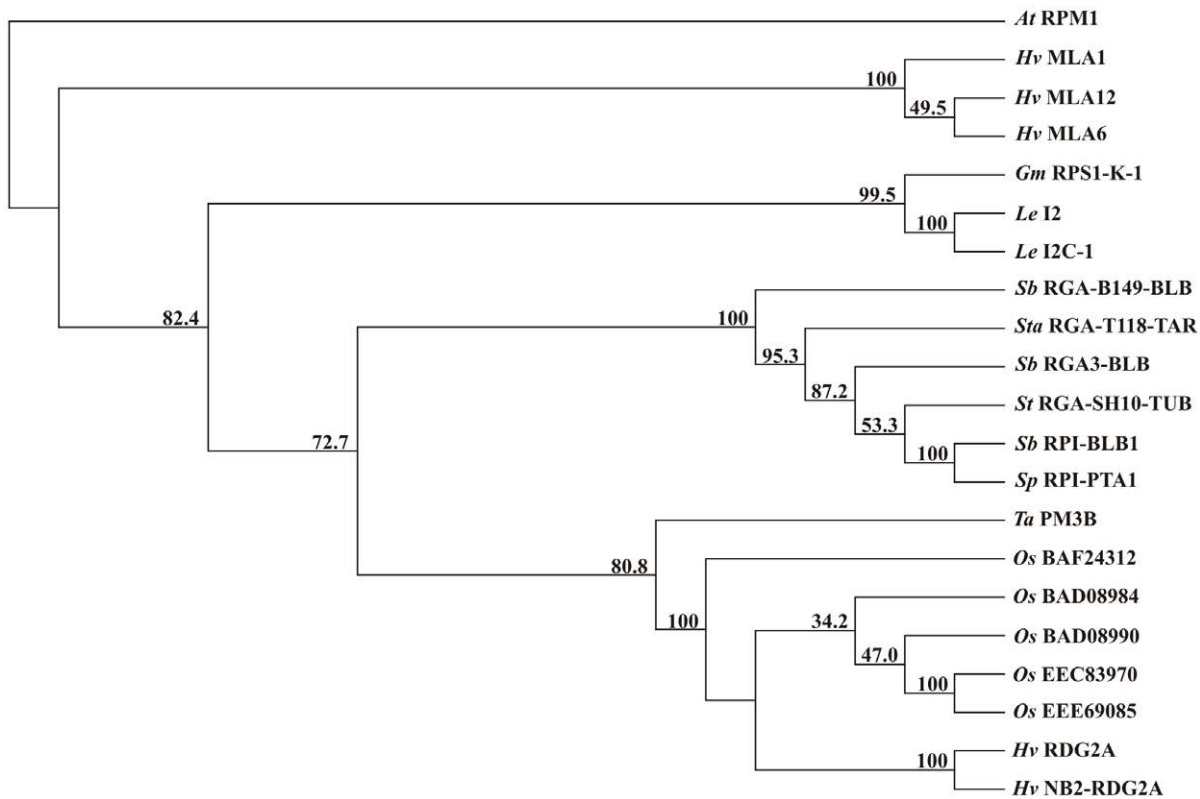 At RPM1
Hv MLA1
100
Hv MLA12
49.5
Hv MLA6
Gm RPS1-K-1
99.5
Le I2
100
Le I2C-1
Sb RGA-B149-BLB
82.4
100
Sta RGA-T118-TAR
95.3
Sb RGA3-BLB
87.2
St RGA-SH10-TUB
53.3
72.7
Sb RPI-BLB1
100
Sp RPI-PTA1
Ta PM3B
80.8
Os BAF24312
Os BAD08984
100
34.2
Os BAD08990
47.0
Os EEC83970
100
Os EEE69085
Hv RDG2A
100
Hv NB2-RDG2A